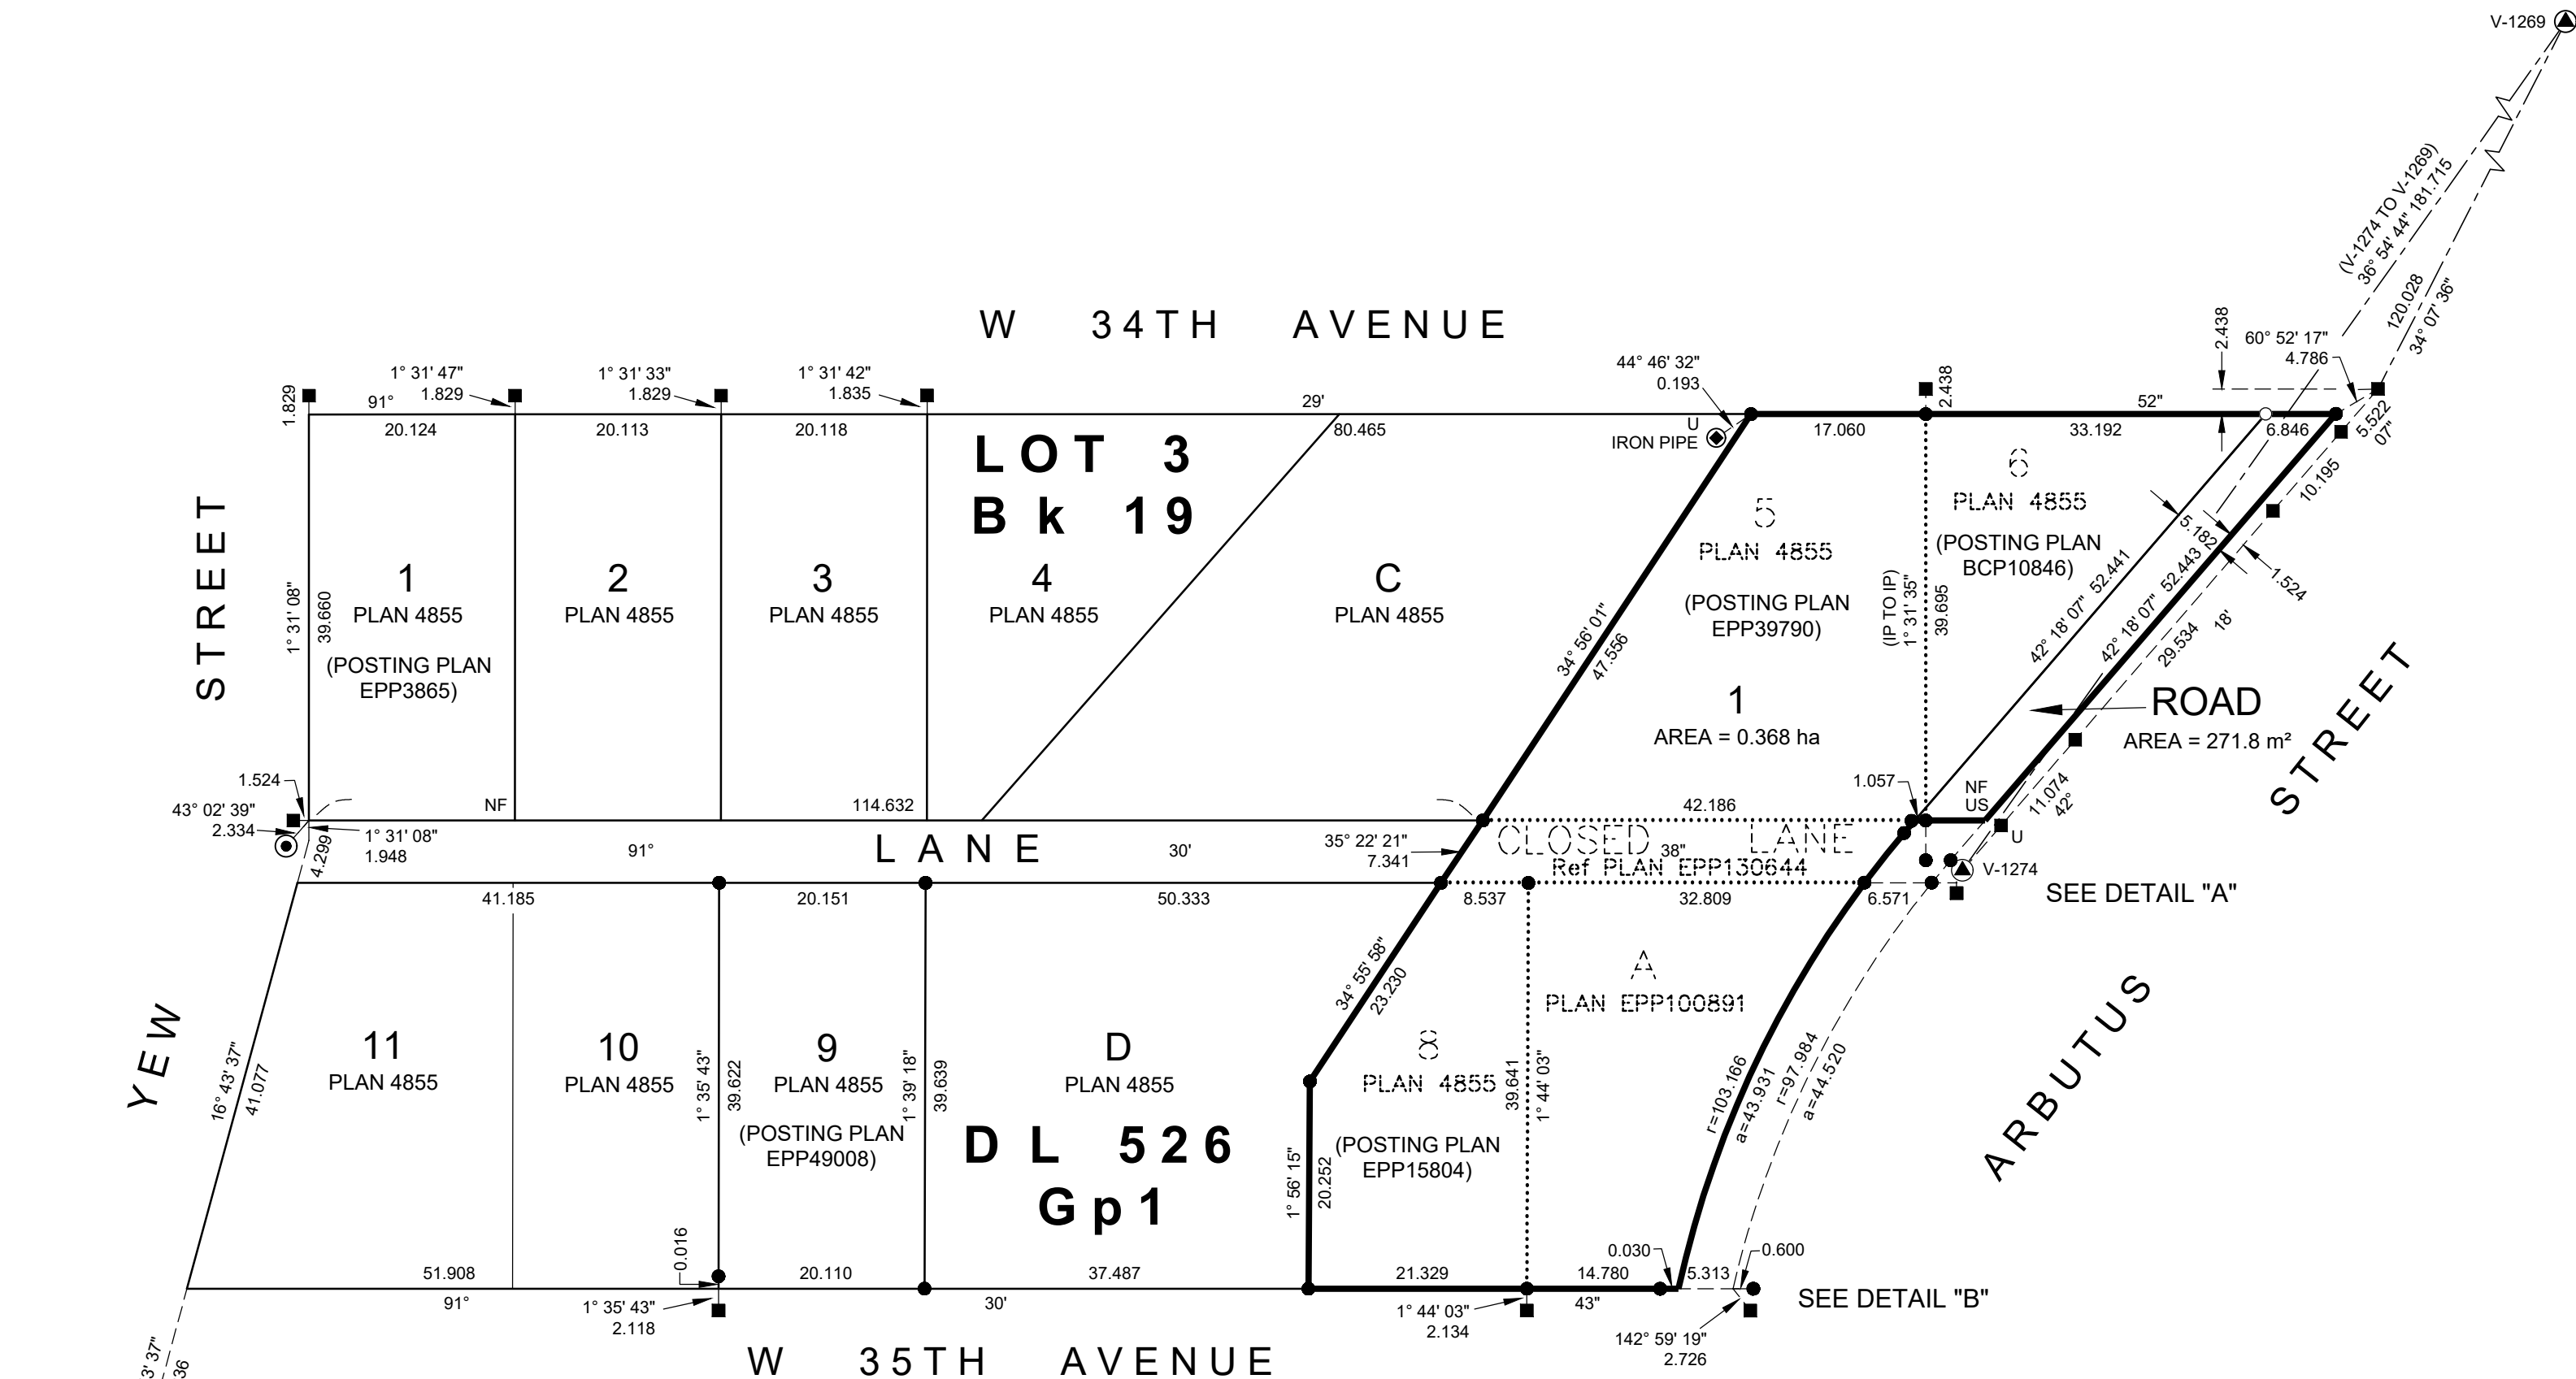 V-1269
(V-1274 TO V-1269)
36° 54' 44" 181.715
120.028
34° 07' 36"
W 34TH AVENUE
1.829
91°
1° 31' 47"
1.829
1° 31' 33"
1.829
1° 31' 42"
1.835
29'
44° 46' 32"
0.193
U
IRON PIPE
2.438
52"
2.438
60° 52' 17"
4.786
20.124
20.113
20.118
80.465
17.060
33.192
6.846
5.522
07"
10.195
LOT 3
Bk 19
STREET
1° 31' 08"
39.660
1
PLAN 4855
(POSTING PLAN
EPP3865)
2
PLAN 4855
3
PLAN 4855
4
PLAN 4855
C
PLAN 4855
34° 56' 01"
47.556
5
PLAN 4855
(POSTING PLAN
EPP39790)
1
AREA = 0.368 ha
(IP TO IP)
1° 31' 35"
39.695
6
PLAN 4855
(POSTING PLAN
BCP10846)
42° 18' 07" 52.441
5.182
42° 18' 07" 52.443
1.524
29.534
18'
ROAD
AREA = 271.8 m²
STREET
1.524
43° 02' 39"
2.334
4.299
1° 31' 08"
1.948
NF
114.632
91°
LANE
30'
35° 22' 21"
7.341
42.186
1.057
NF
US
11.074
42°
U
CLOSED LANE
38"
Ref PLAN EPP130644
V-1274
SEE DETAIL "A"
41.185
20.151
50.333
8.537
32.809
6.571
YEW
16° 43' 37"
41.077
11
PLAN 4855
10
PLAN 4855
1° 35' 43"
39.622
9
PLAN 4855
(POSTING PLAN
EPP49008)
1° 39' 18"
39.639
D
PLAN 4855
DL 526
Gp1
34° 55' 58"
23.230
1° 56' 15"
20.252
8
PLAN 4855
(POSTING PLAN
EPP15804)
39.641
1° 44' 03"
A
PLAN EPP100891
r=103.166
a=43.931
r=97.984
a=44.520
ARBUTUS
0.016
51.908
20.110
37.487
21.329
14.780
0.030
5.313
0.600
91°
1° 35' 43"
2.118
30'
1° 44' 03"
2.134
43"
142° 59' 19"
2.726
SEE DETAIL "B"
3' 37"
36
W 35TH AVENUE